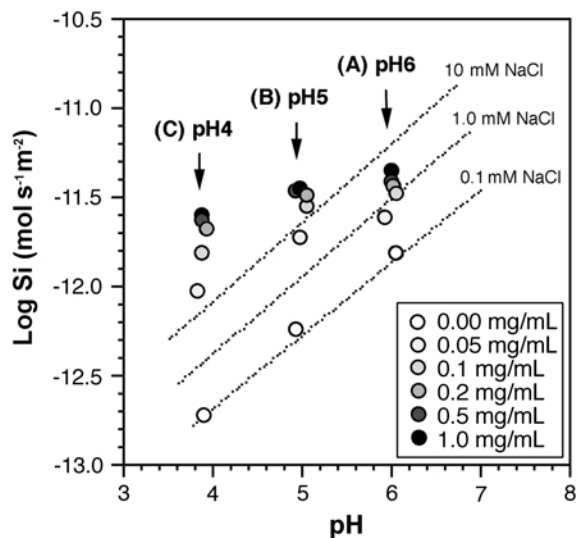 -10.5
-11.0
-11.5
-12.0
-12.5
-13.0
Log Si (mol s⁻¹m⁻²)
(A) pH6
(B) pH5
(C) pH4
10 mM NaCl
1.0 mM NaCl
0.1 mM NaCl
0.00 mg/mL
0.05 mg/mL
0.1 mg/mL
0.2 mg/mL
0.5 mg/mL
1.0 mg/mL
3 4 5 6 7 8
pH